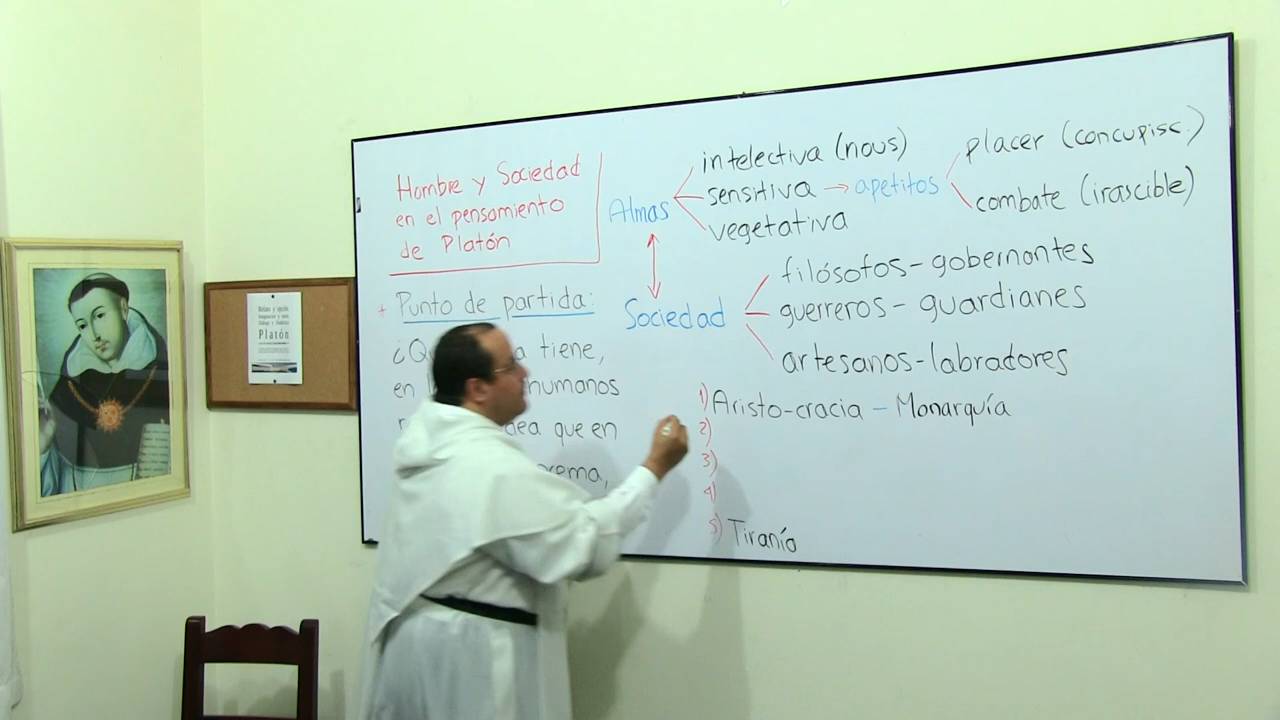 Hombre y Sociedad
en el pensamiento
de Platón
+ Punto de partida:
tiene,
en humanos
que en
Almas
intelectiva (nous)
sensitiva → apetitos
vegetativa
placer (concupisc.)
combate (irascible)
Sociedad
filósofos - gobernantes
guerreros - guardianes
artesanos - labradores
1) Aristo-cracia - Monarquía
2)
3)
4)
5) Tiranía
Platón